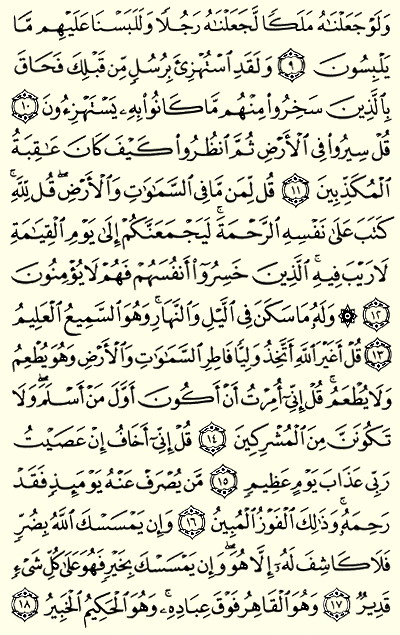 وَلَوْ جَعَلْنَٰهُ مَلَكًا لَّجَعَلْنَٰهُ رَجُلًا وَلَلَبَسْنَا عَلَيْهِم مَّا
يَلْبِسُونَ ٩ وَلَقَدِ ٱسْتُهْزِئَ بِرُسُلٍ مِّن قَبْلِكَ فَحَاقَ
بِٱلَّذِينَ سَخِرُوا۟ مِنْهُم مَّا كَانُوا۟ بِهِۦ يَسْتَهْزِءُونَ ١٠
قُلْ سِيرُوا۟ فِى ٱلْأَرْضِ ثُمَّ ٱنظُرُوا۟ كَيْفَ كَانَ عَٰقِبَةُ
ٱلْمُكَذِّبِينَ ١١ قُل لِّمَن مَّا فِى ٱلسَّمَٰوَٰتِ وَٱلْأَرْضِ ۖ قُل لِّلَّهِ ۚ
كَتَبَ عَلَىٰ نَفْسِهِ ٱلرَّحْمَةَ ۚ لَيَجْمَعَنَّكُمْ إِلَىٰ يَوْمِ ٱلْقِيَٰمَةِ
لَا رَيْبَ فِيهِ ۚ ٱلَّذِينَ خَسِرُوٓا۟ أَنفُسَهُمْ فَهُمْ لَا يُؤْمِنُونَ
١٢ ۞ وَلَهُۥ مَا سَكَنَ فِى ٱلَّيْلِ وَٱلنَّهَارِ ۚ وَهُوَ ٱلسَّمِيعُ ٱلْعَلِيمُ
١٣ قُلْ أَغَيْرَ ٱللَّهِ أَتَّخِذُ وَلِيًّا فَاطِرِ ٱلسَّمَٰوَٰتِ وَٱلْأَرْضِ وَهُوَ يُطْعِمُ
وَلَا يُطْعَمُ ۗ قُلْ إِنِّىٓ أُمِرْتُ أَنْ أَكُونَ أَوَّلَ مَنْ أَسْلَمَ ۖ وَلَا
تَكُونَنَّ مِنَ ٱلْمُشْرِكِينَ ١٤ قُلْ إِنِّىٓ أَخَافُ إِنْ عَصَيْتُ
رَبِّى عَذَابَ يَوْمٍ عَظِيمٍ ١٥ مَّن يُصْرَفْ عَنْهُ يَوْمَئِذٍ فَقَدْ
رَحِمَهُۥ ۚ وَذَٰلِكَ ٱلْفَوْزُ ٱلْمُبِينُ ١٦ وَإِن يَمْسَسْكَ ٱللَّهُ بِضُرٍّ
فَلَا كَاشِفَ لَهُۥٓ إِلَّا هُوَ ۖ وَإِن يَمْسَسْكَ بِخَيْرٍ فَهُوَ عَلَىٰ كُلِّ شَىْءٍ
قَدِيرٌ ١٧ وَهُوَ ٱلْقَاهِرُ فَوْقَ عِبَادِهِۦ ۚ وَهُوَ ٱلْحَكِيمُ ٱلْخَبِيرُ ١٨